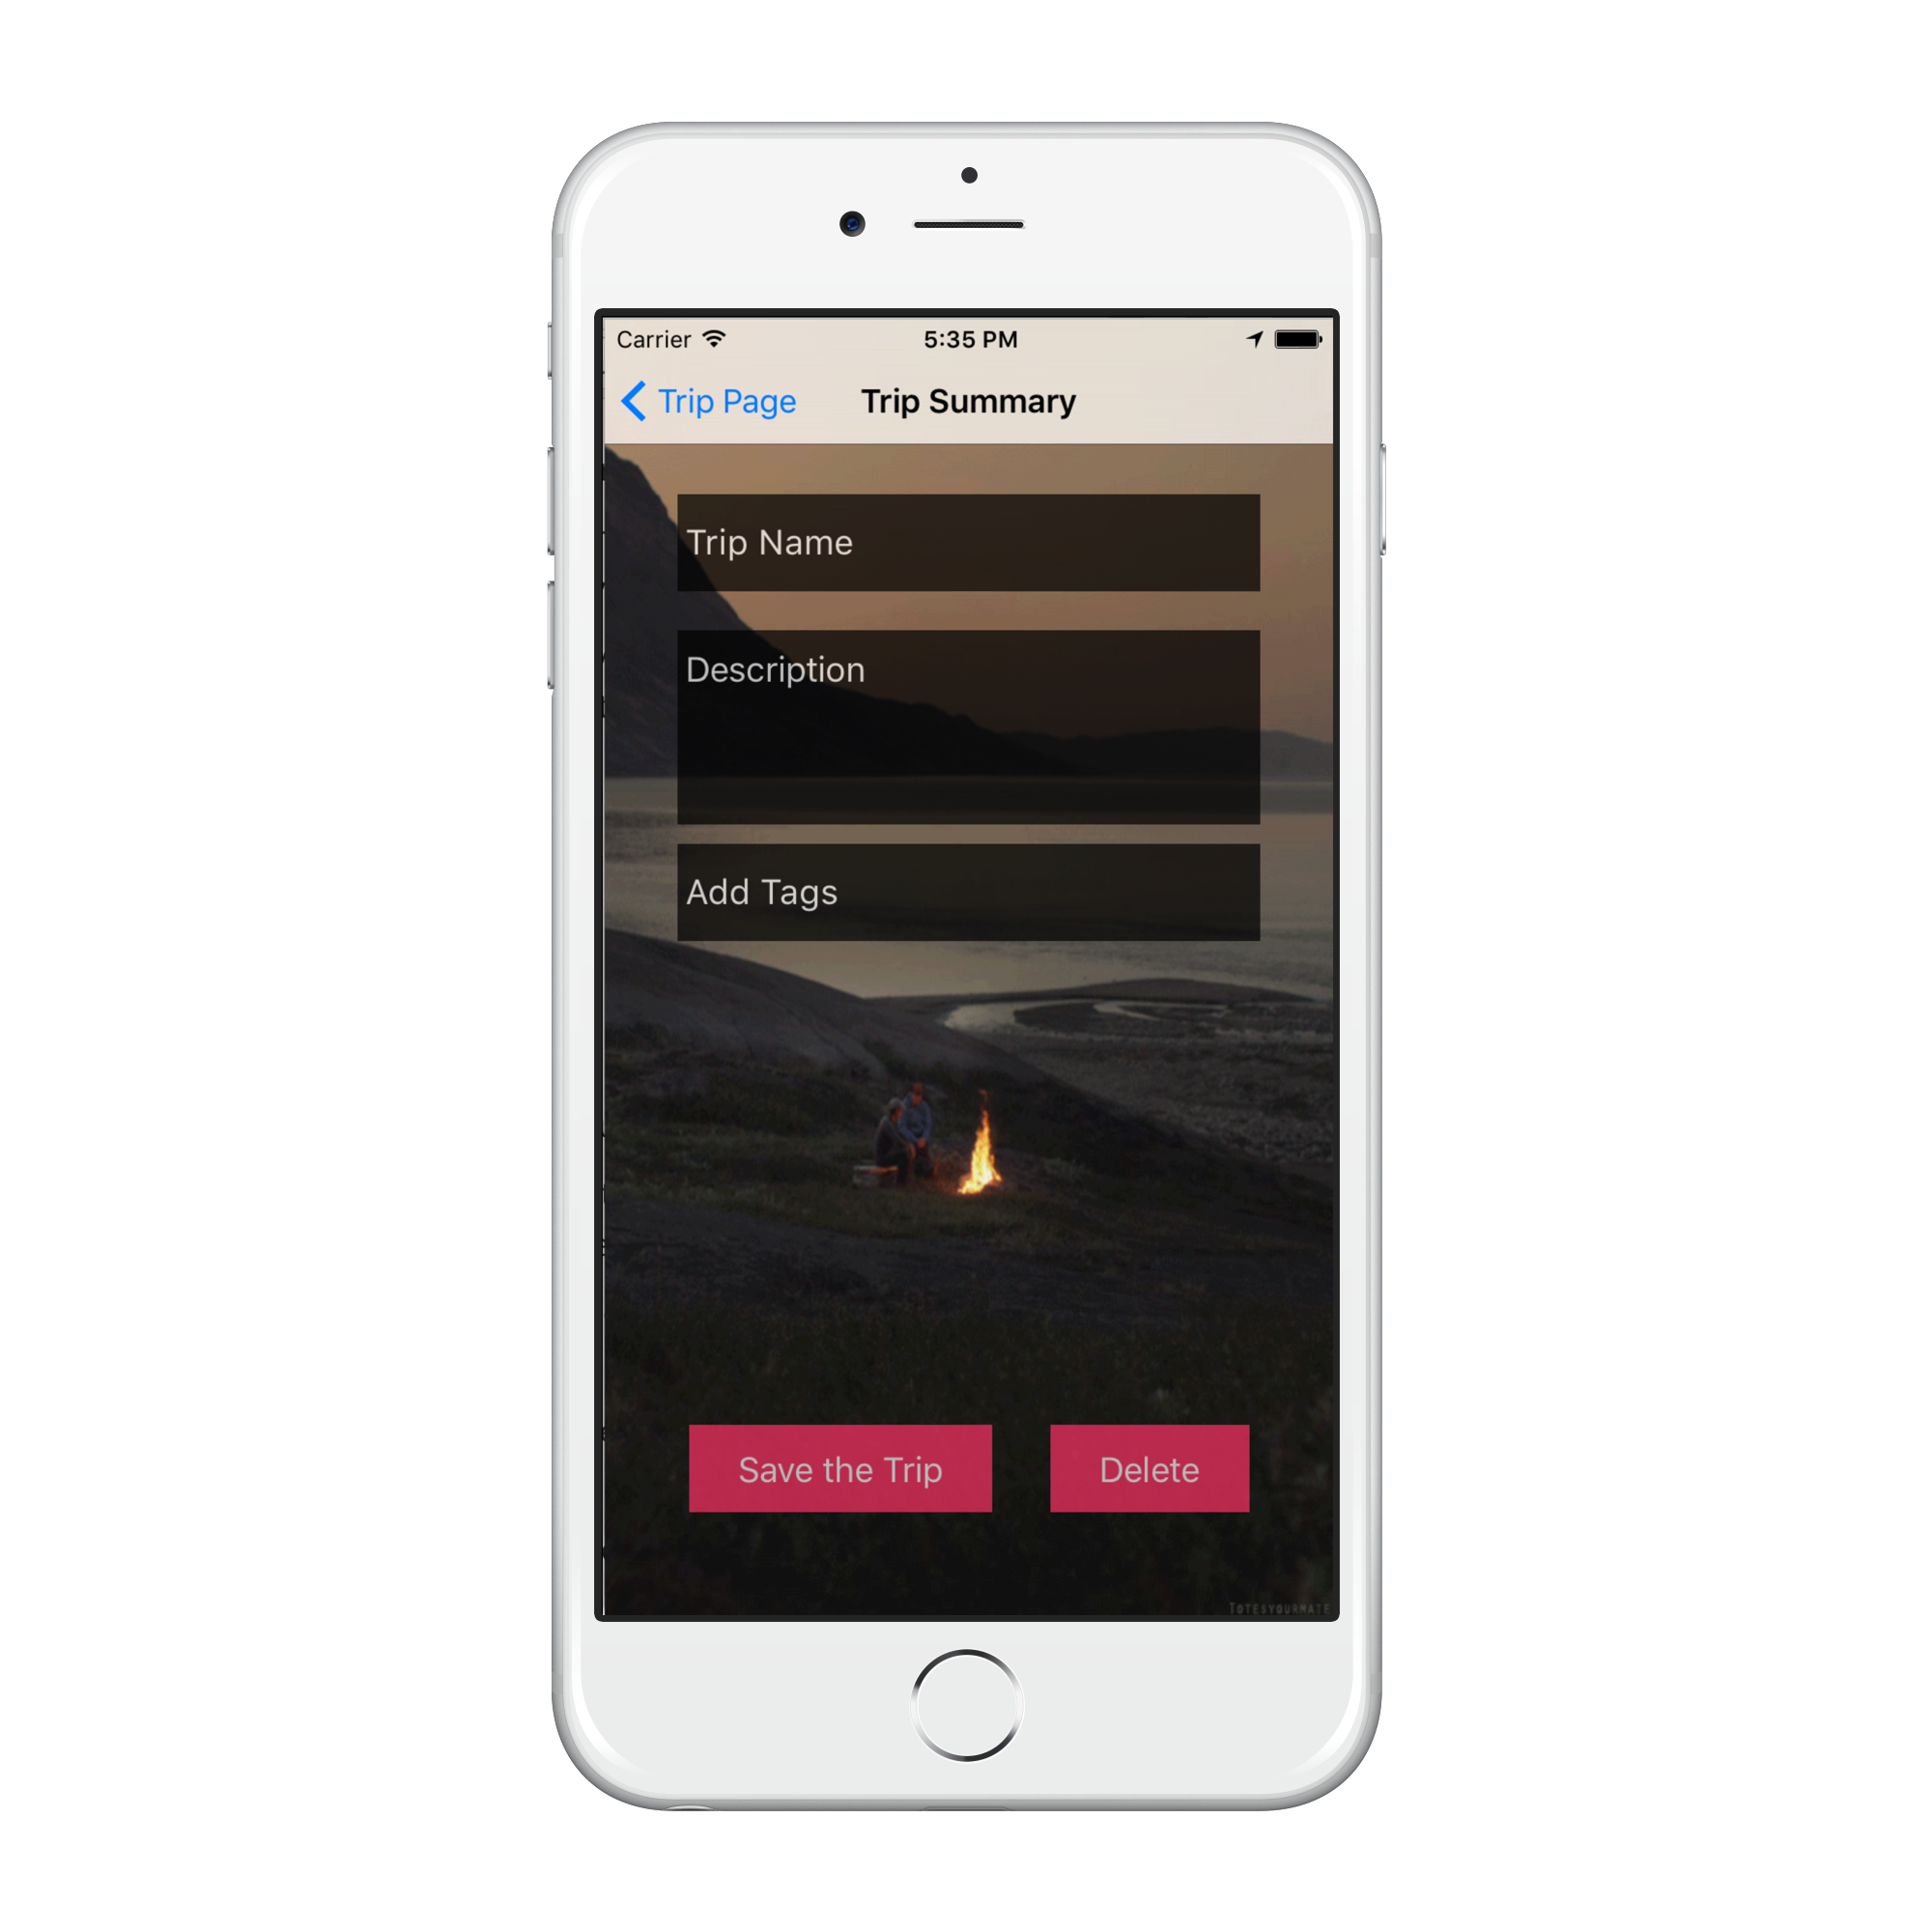 Carrier 5:35 PM
Trip Page Trip Summary
Trip Name
Description
Add Tags
Save the Trip Delete
TOTESYOURMATE